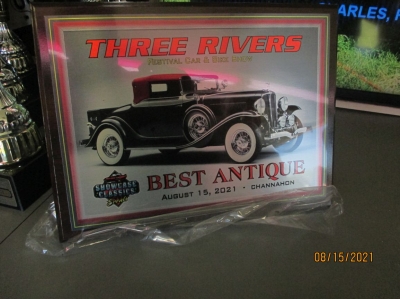 ARLES,
THREE RIVERS
FESTIVAL CAR & BIKE SHOW
SHOWCASE
CLASSICS
BEST ANTIQUE
AUGUST 15, 2021 • CHANNAHON
08/15/2021